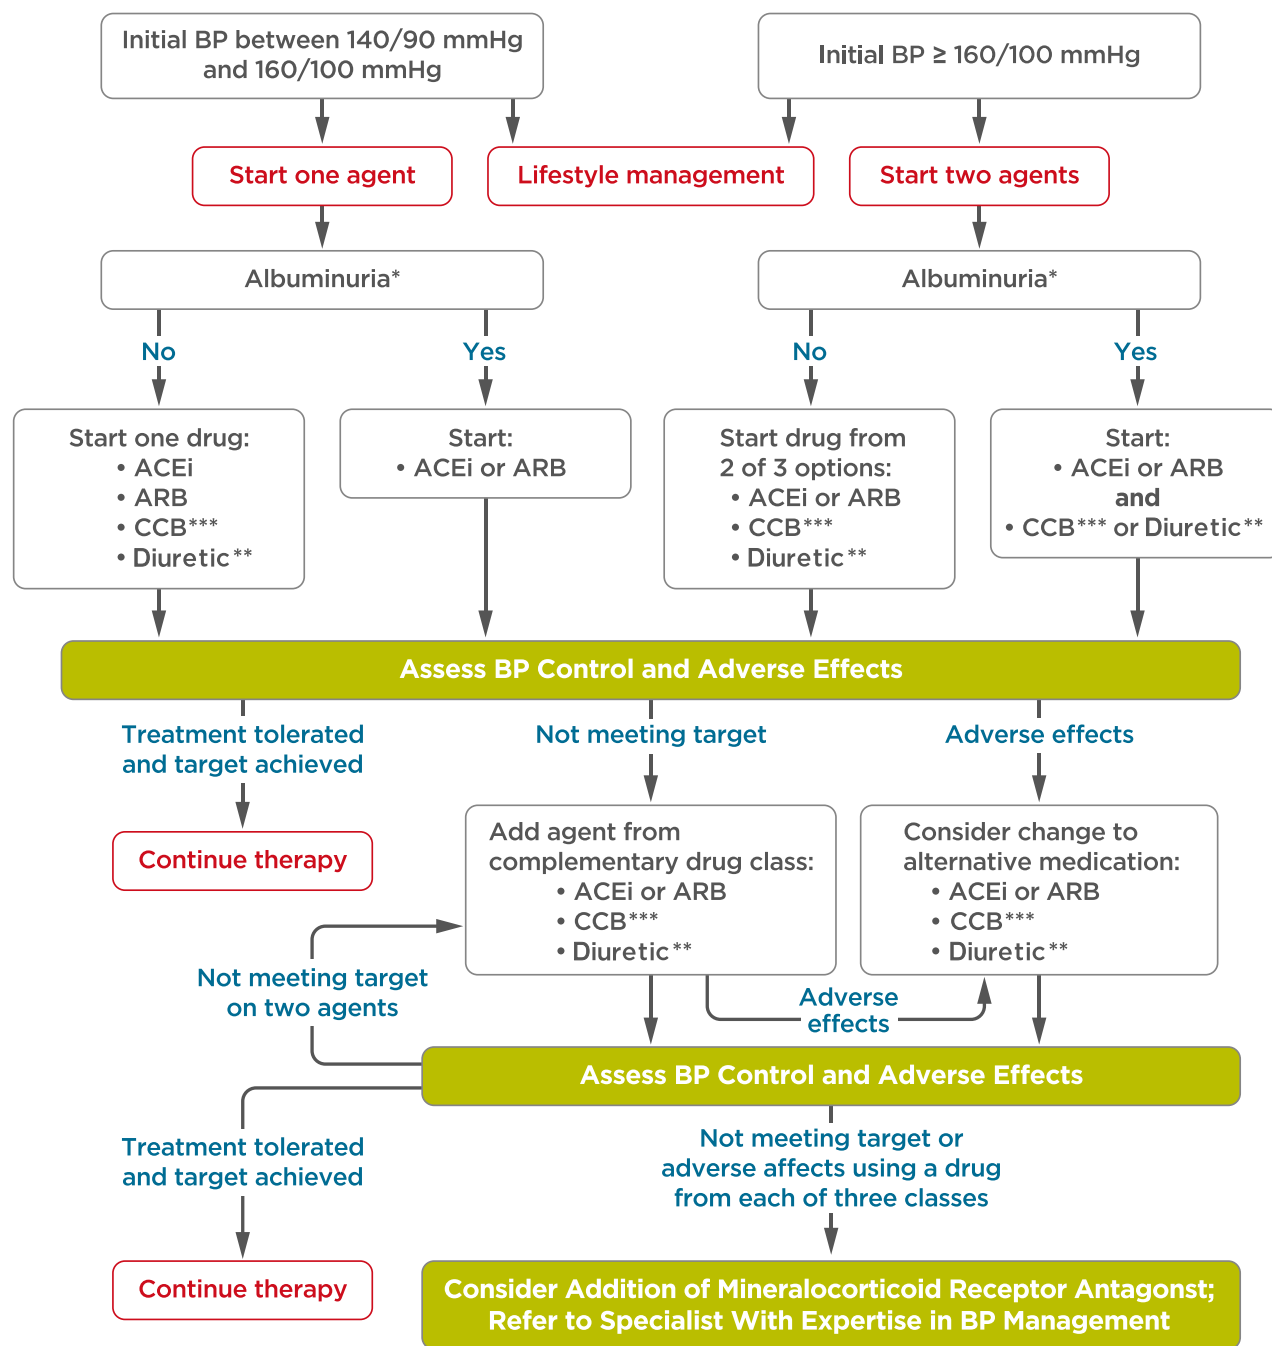 Initial BP between 140/90 mmHg
and 160/100 mmHg
Initial BP ≥ 160/100 mmHg
Start one agent
Lifestyle management
Start two agents
Albuminuria*
Albuminuria*
No
Yes
No
Yes
Start one drug:
• ACEi
• ARB
• CCB***
• Diuretic**
Start:
• ACEi or ARB
Start drug from
2 of 3 options:
• ACEi or ARB
• CCB***
• Diuretic**
Start:
• ACEi or ARB
and
• CCB*** or Diuretic**
Assess BP Control and Adverse Effects
Treatment tolerated
and target achieved
Not meeting target
Adverse effects
Continue therapy
Add agent from
complementary drug class:
• ACEi or ARB
• CCB***
• Diuretic**
Consider change to
alternative medication:
• ACEi or ARB
• CCB***
• Diuretic**
Not meeting target
on two agents
Adverse
effects
Assess BP Control and Adverse Effects
Treatment tolerated
and target achieved
Not meeting target or
adverse affects using a drug
from each of three classes
Continue therapy
Consider Addition of Mineralocorticoid Receptor Antagonst;
Refer to Specialist With Expertise in BP Management